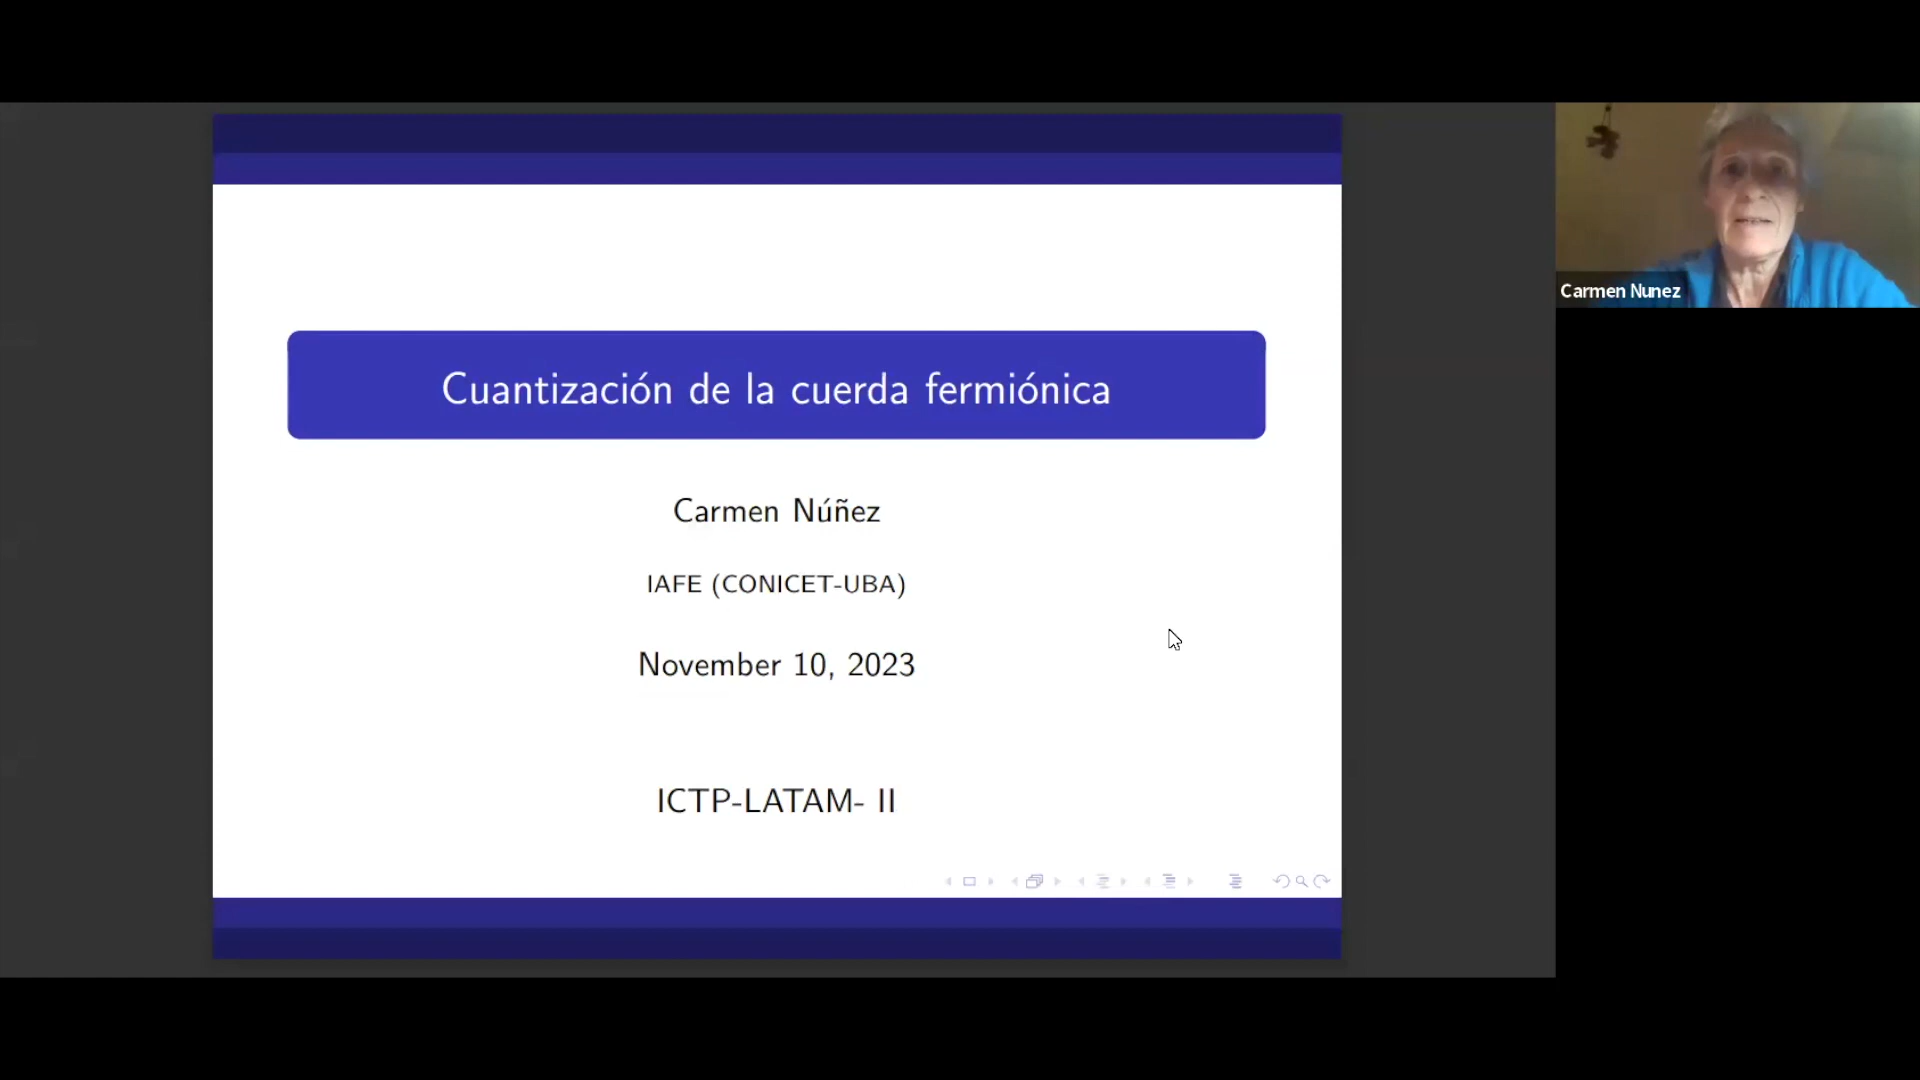 Cuantización de la cuerda fermiónica
Carmen Núñez
IAFE (CONICET-UBA)
November 10, 2023
ICTP-LATAM- II
Carmen Nunez